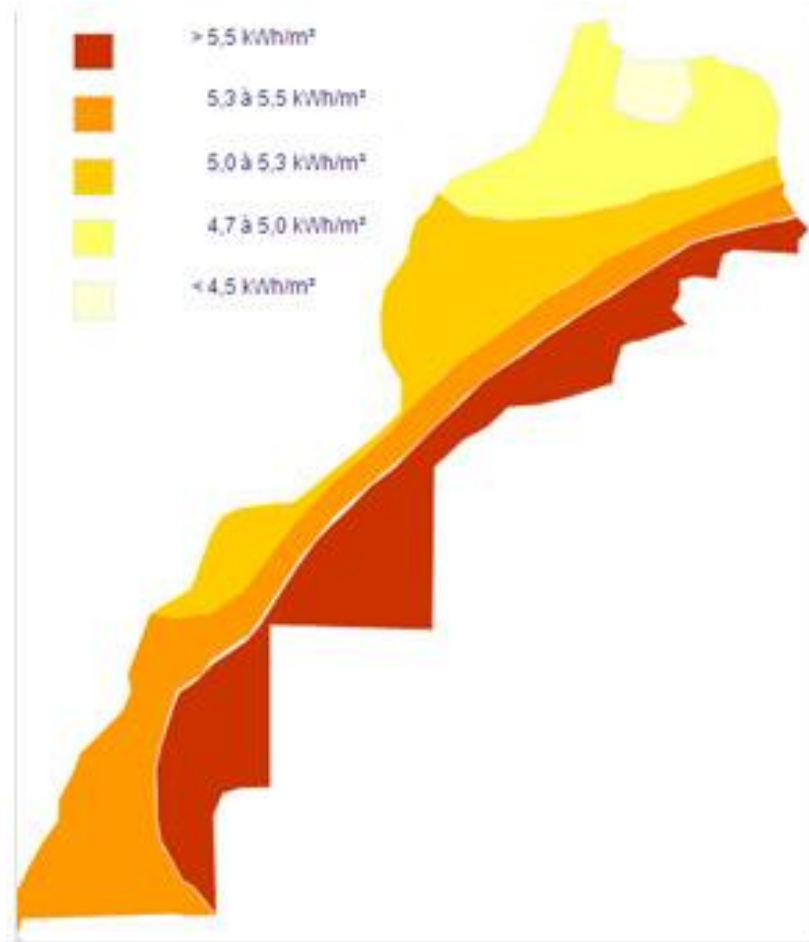 > 5,5 kWh/m²
5,3 à 5,5 kWh/m²
5,0 à 5,3 kWh/m²
4,7 à 5,0 kWh/m²
< 4,5 kWh/m²